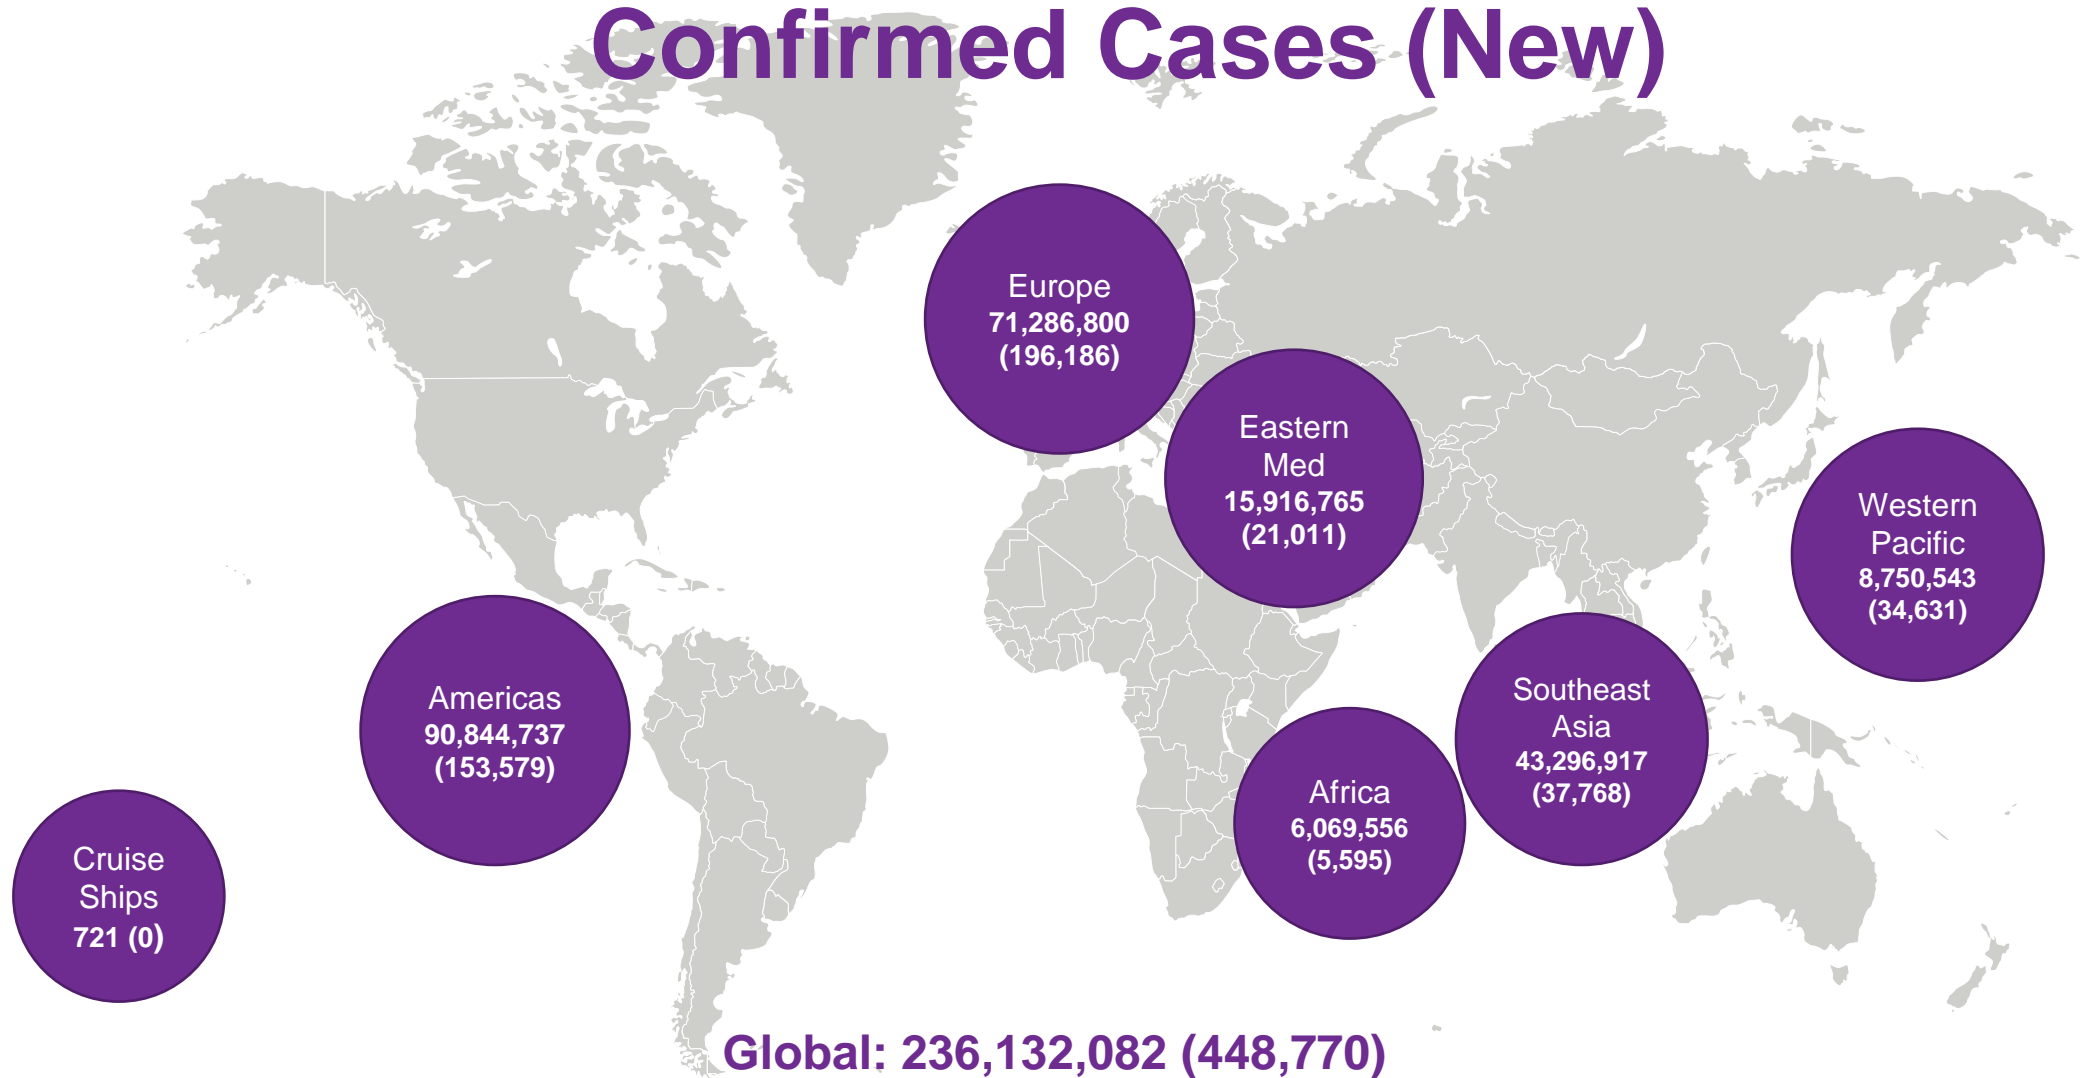 Confirmed Cases (New)
Europe
71,286,800
(196,186)
Eastern
Med
15,916,765
(21,011)
Western
Pacific
8,750,543
(34,631)
Americas
90,844,737
(153,579)
Southeast
Asia
43,296,917
(37,768)
Africa
6,069,556
(5,595)
Cruise
Ships
721 (0)
Global: 236,132,082 (448,770)